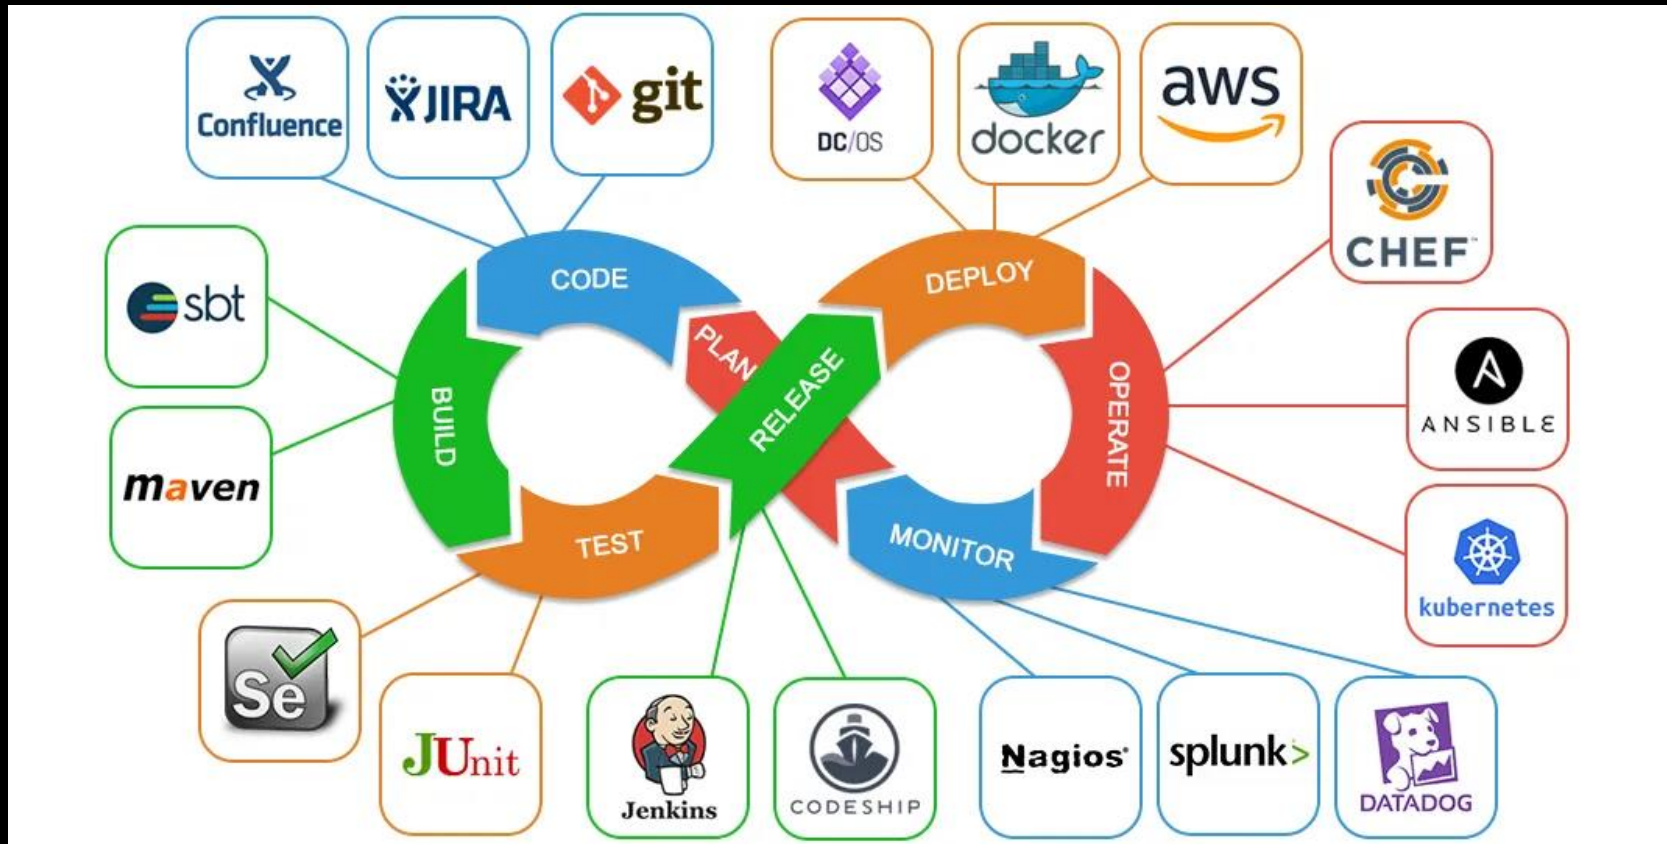 Confluence
JIRA
git
DC/OS
docker
aws
CHEF™
sbt
CODE
DEPLOY
PLAN
RELEASE
BUILD
OPERATE
ANSIBLE
maven
TEST
MONITOR
kubernetes
Se
JUnit
Jenkins
CODESHIP
Nagios®
splunk>
DATADOG